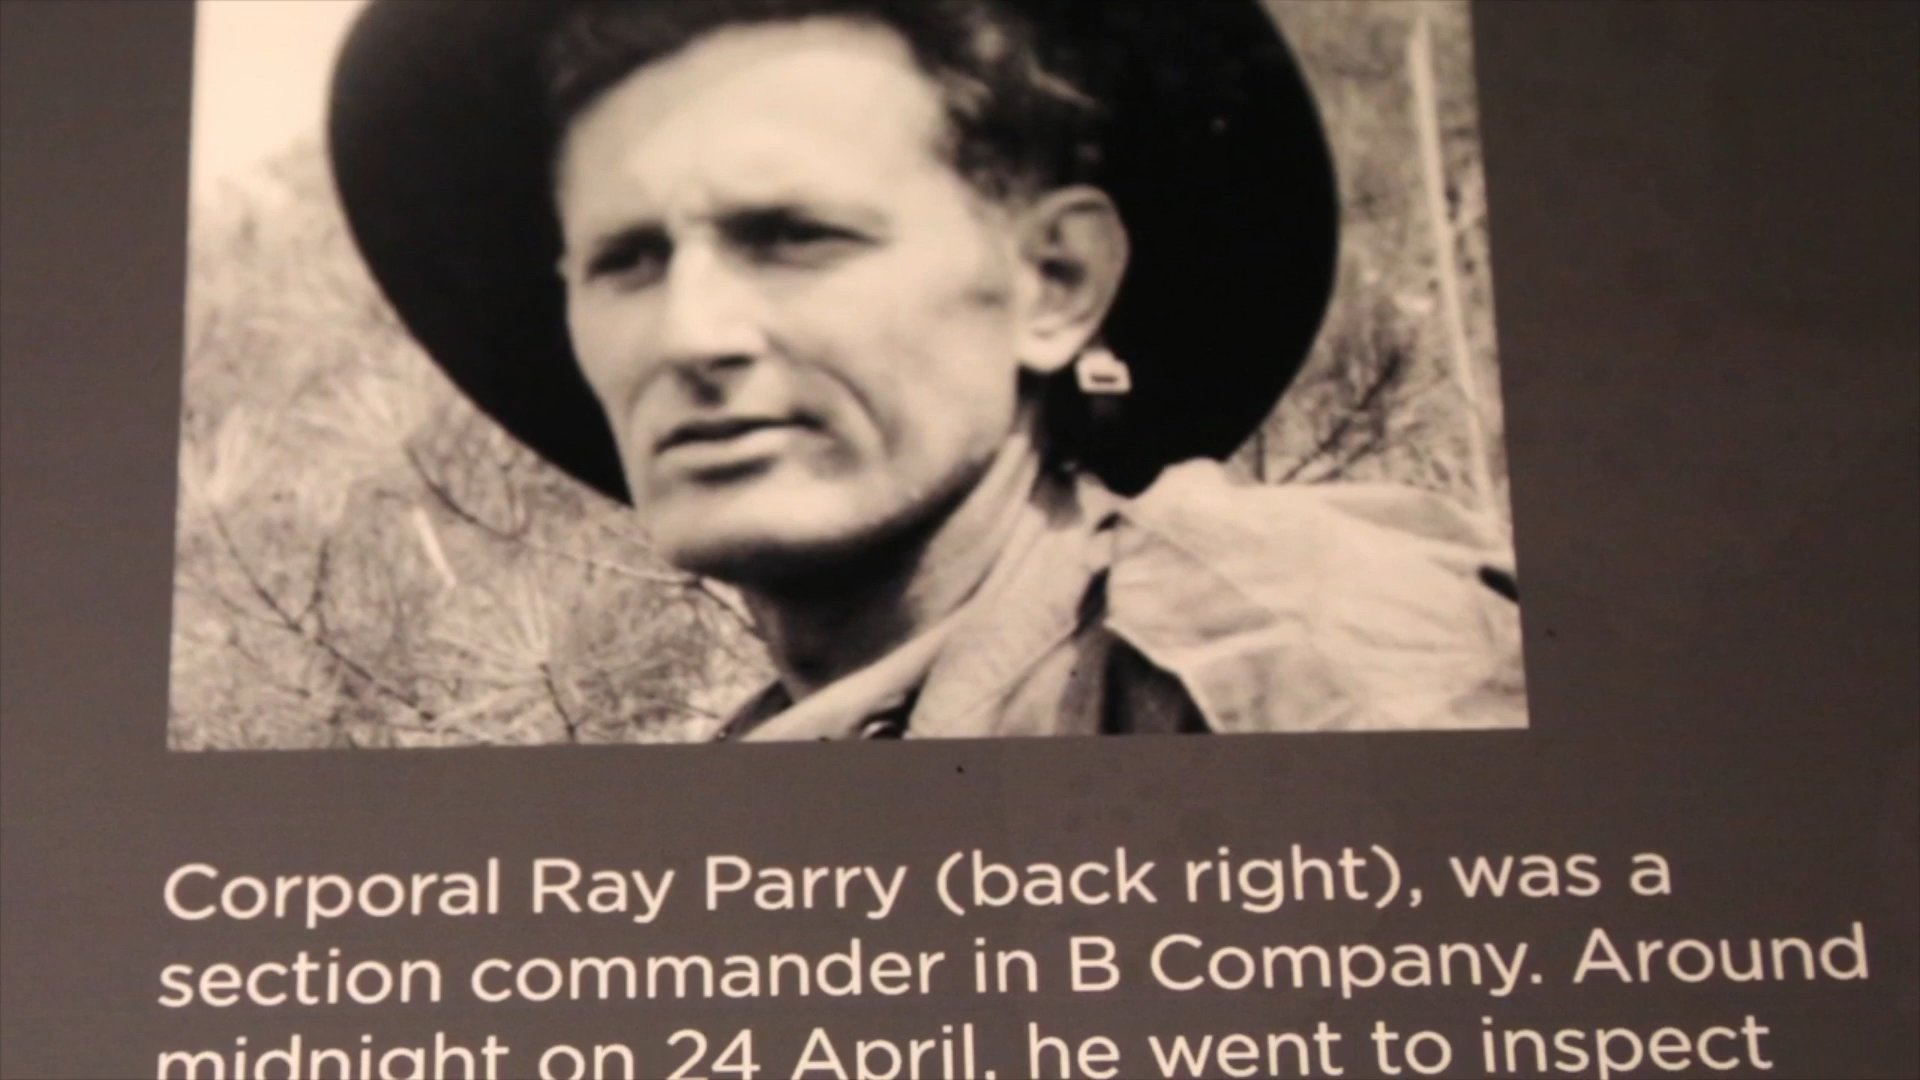 Corporal Ray Parry (back right), was a
section commander in B Company. Around
midnight on 24 April, he went to inspect